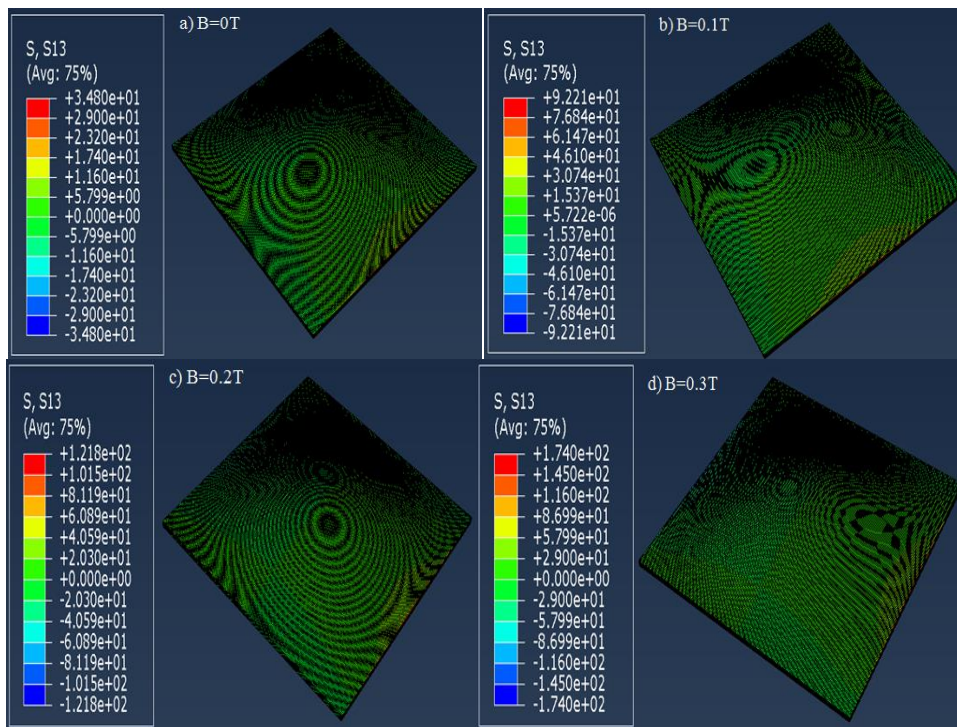 a) B=0T
S, S13
(Avg: 75%)
+3.480e+01
+2.900e+01
+2.320e+01
+1.740e+01
+1.160e+01
+5.799e+00
+0.000e+00
-5.799e+00
-1.160e+01
-1.740e+01
-2.320e+01
-2.900e+01
-3.480e+01
b) B=0.1T
S, S13
(Avg: 75%)
+9.221e+01
+7.684e+01
+6.147e+01
+4.610e+01
+3.074e+01
+1.537e+01
+5.722e-06
-1.537e+01
-3.074e+01
-4.610e+01
-6.147e+01
-7.684e+01
-9.221e+01
c) B=0.2T
S, S13
(Avg: 75%)
+1.218e+02
+1.015e+02
+8.119e+01
+6.089e+01
+4.059e+01
+2.030e+01
+0.000e+00
-2.030e+01
-4.059e+01
-6.089e+01
-8.119e+01
-1.015e+02
-1.218e+02
d) B=0.3T
S, S13
(Avg: 75%)
+1.740e+02
+1.450e+02
+1.160e+02
+8.699e+01
+5.799e+01
+2.900e+01
+0.000e+00
-2.900e+01
-5.799e+01
-8.699e+01
-1.160e+02
-1.450e+02
-1.740e+02